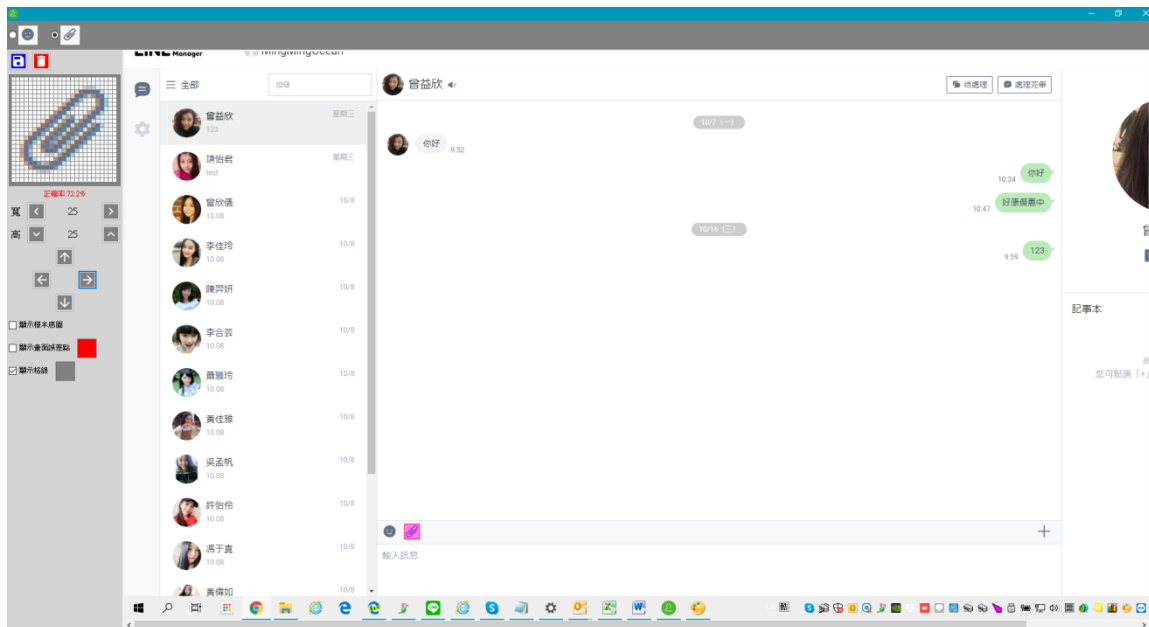 Manager
MingMingOcean
全部
搜尋
曾益欣
星期三
123
項怡君
星期三
test
曾欣儀
10/8
10.08
李佳玲
10/8
10.08
陳羿妍
10/8
10.08
李合芸
10/8
10.08
蕭雅玲
10/8
10.08
黃佳雅
10/8
10.08
吳孟帆
10/8
10.08
許怡伶
10/8
10.08
馮于真
10/8
10.08
黃偉如
10/8
正確率:72.2%
寬 25
高 25
顯示樣本底圖
顯示畫面誤差點
顯示格線
曾益欣
待處理
處理完畢
10/7 (一)
你好
9:52
10:34
你好
10:47
好康優惠中
10/16 (三)
9:59
123
輸入訊息
記事本
您可點選「+」